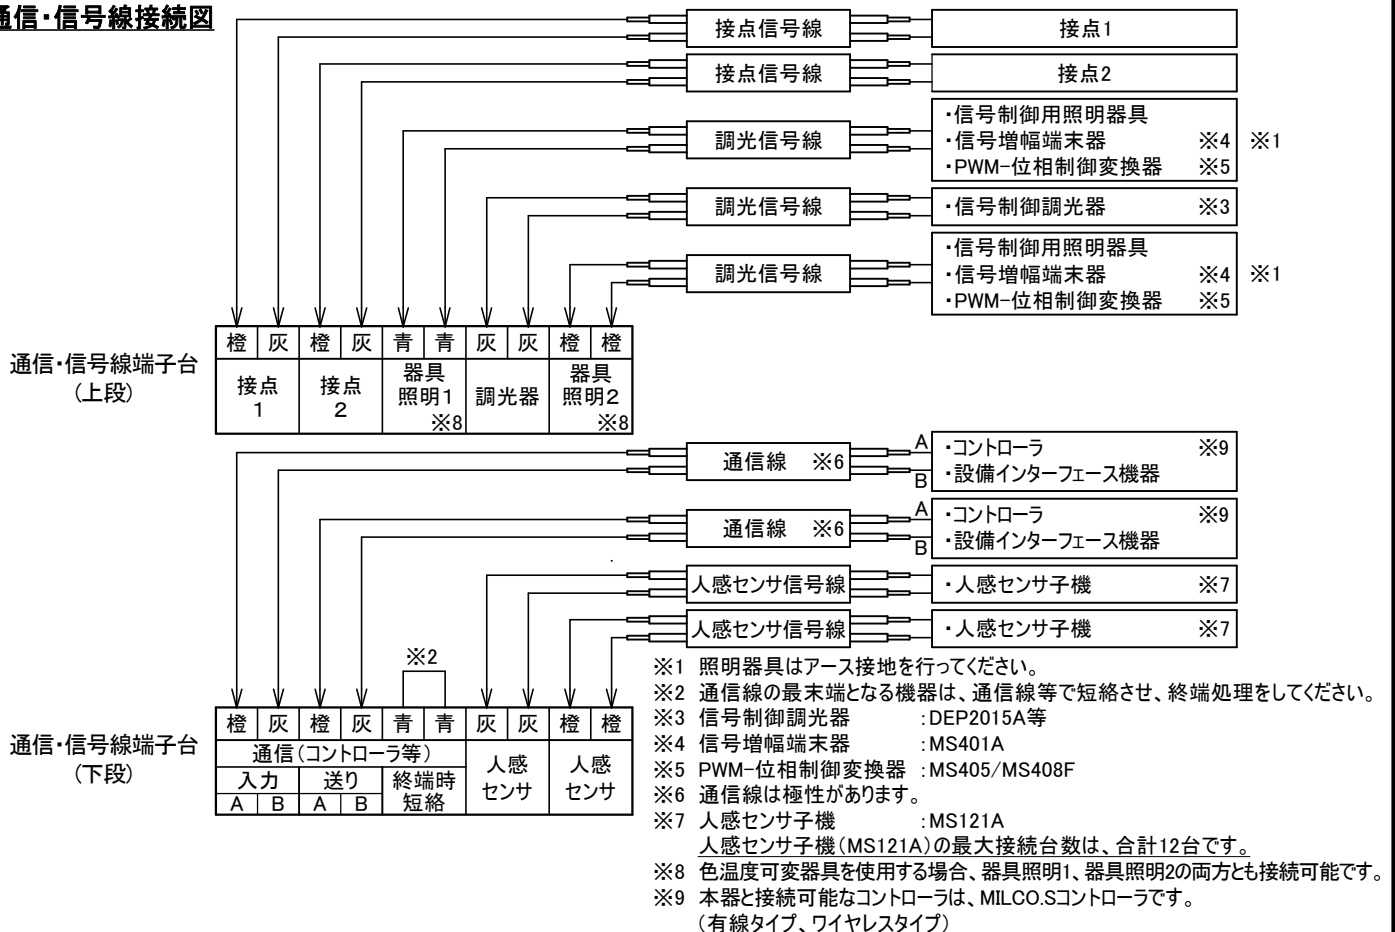 通信・信号線接続図
接点信号線 接点1
接点信号線 接点2
調光信号線 ・信号制御用照明器具
・信号増幅端末器 ※4 ※1
・PWM-位相制御変換器 ※5
調光信号線 ・信号制御調光器 ※3
調光信号線 ・信号制御用照明器具
・信号増幅端末器 ※4 ※1
・PWM-位相制御変換器 ※5
通信・信号線端子台
(上段)
橙 灰 橙 灰 青 青 灰 灰 橙 橙
接点
1
接点
2
器具
照明1
※8
調光器
器具
照明2
※8
通信線 ※6 A B ・コントローラ ※9
・設備インターフェース機器
通信線 ※6 A B ・コントローラ ※9
・設備インターフェース機器
人感センサ信号線 ・人感センサ子機 ※7
人感センサ信号線 ・人感センサ子機 ※7
※2
通信・信号線端子台
(下段)
橙 灰 橙 灰 青 青 灰 灰 橙 橙
通信(コントローラ等)
入力 送り 終端時
短絡
A B A B
人感
センサ
人感
センサ
※1 照明器具はアース接地を行ってください。
※2 通信線の最末端となる機器は、通信線等で短絡させ、終端処理をしてください。
※3 信号制御調光器 :DEP2015A等
※4 信号増幅端末器 :MS401A
※5 PWM-位相制御変換器 :MS405/MS408F
※6 通信線は極性があります。
※7 人感センサ子機 :MS121A
人感センサ子機(MS121A)の最大接続台数は、合計12台です。
※8 色温度可変器具を使用する場合、器具照明1、器具照明2の両方とも接続可能です。
※9 本器と接続可能なコントローラは、MILCO.Sコントローラです。
(有線タイプ、ワイヤレスタイプ)